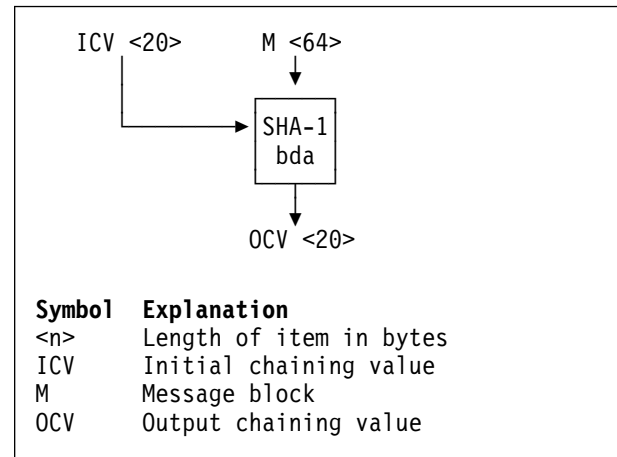 ICV <20> M <64>
SHA-1
bda
OCV <20>
Symbol Explanation
<n> Length of item in bytes
ICV Initial chaining value
M Message block
OCV Output chaining value